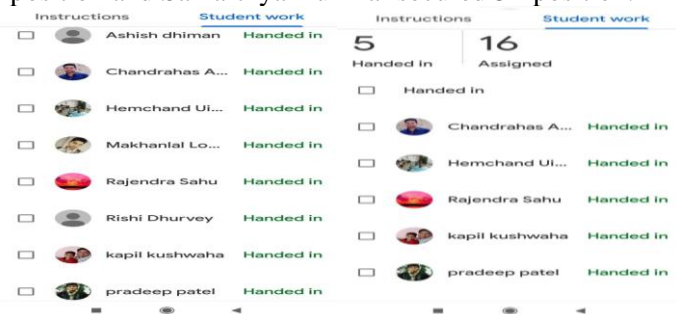 Instructions
Student work
Ashish dhiman Handed in
Chandrahas A... Handed in
Hemchand Ui... Handed in
Makhanlal Lo... Handed in
Rajendra Sahu Handed in
Rishi Dhurvey Handed in
kapil kushwaha Handed in
pradeep patel Handed in
Instructions
Student work
5
16
Handed in
Assigned
Handed in
Chandrahas A... Handed in
Hemchand Ui... Handed in
Rajendra Sahu Handed in
kapil kushwaha Handed in
pradeep patel Handed in